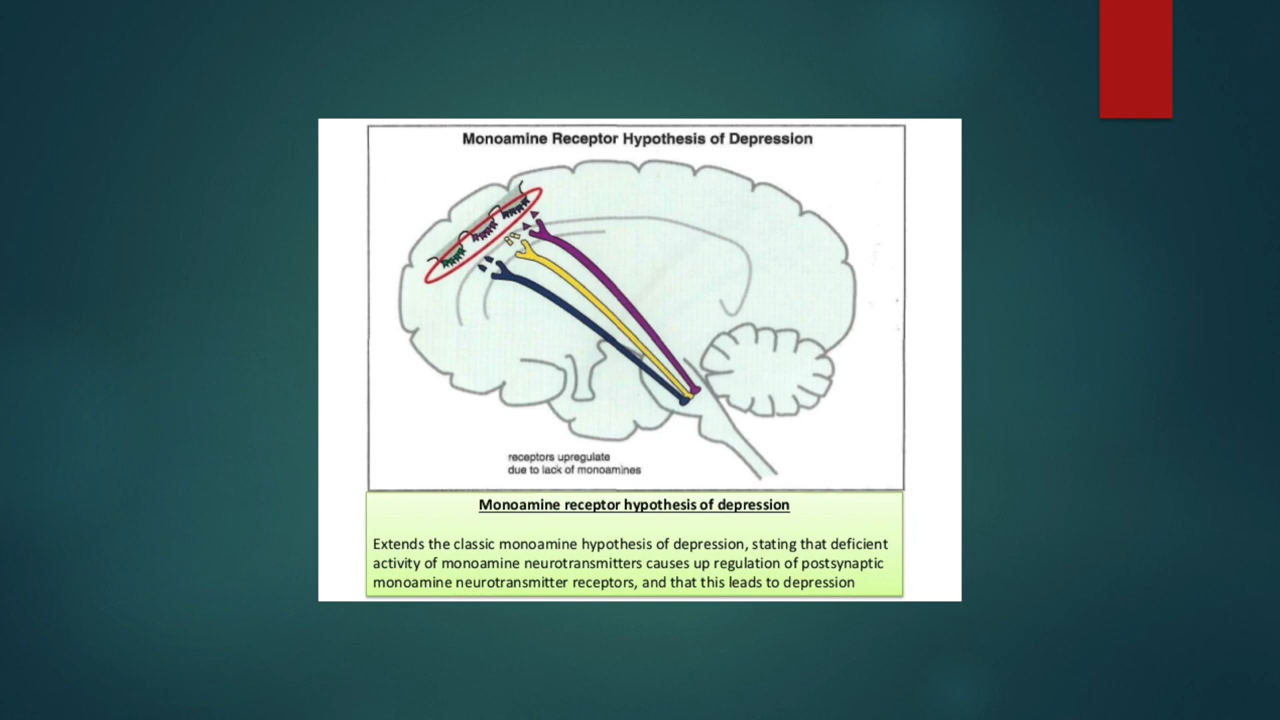 Monoamine Receptor Hypothesis of Depression
receptors upregulate
due to lack of monoamines
Monoamine receptor hypothesis of depression
Extends the classic monoamine hypothesis of depression, stating that deficient
activity of monoamine neurotransmitters causes up regulation of postsynaptic
monoamine neurotransmitter receptors, and that this leads to depression